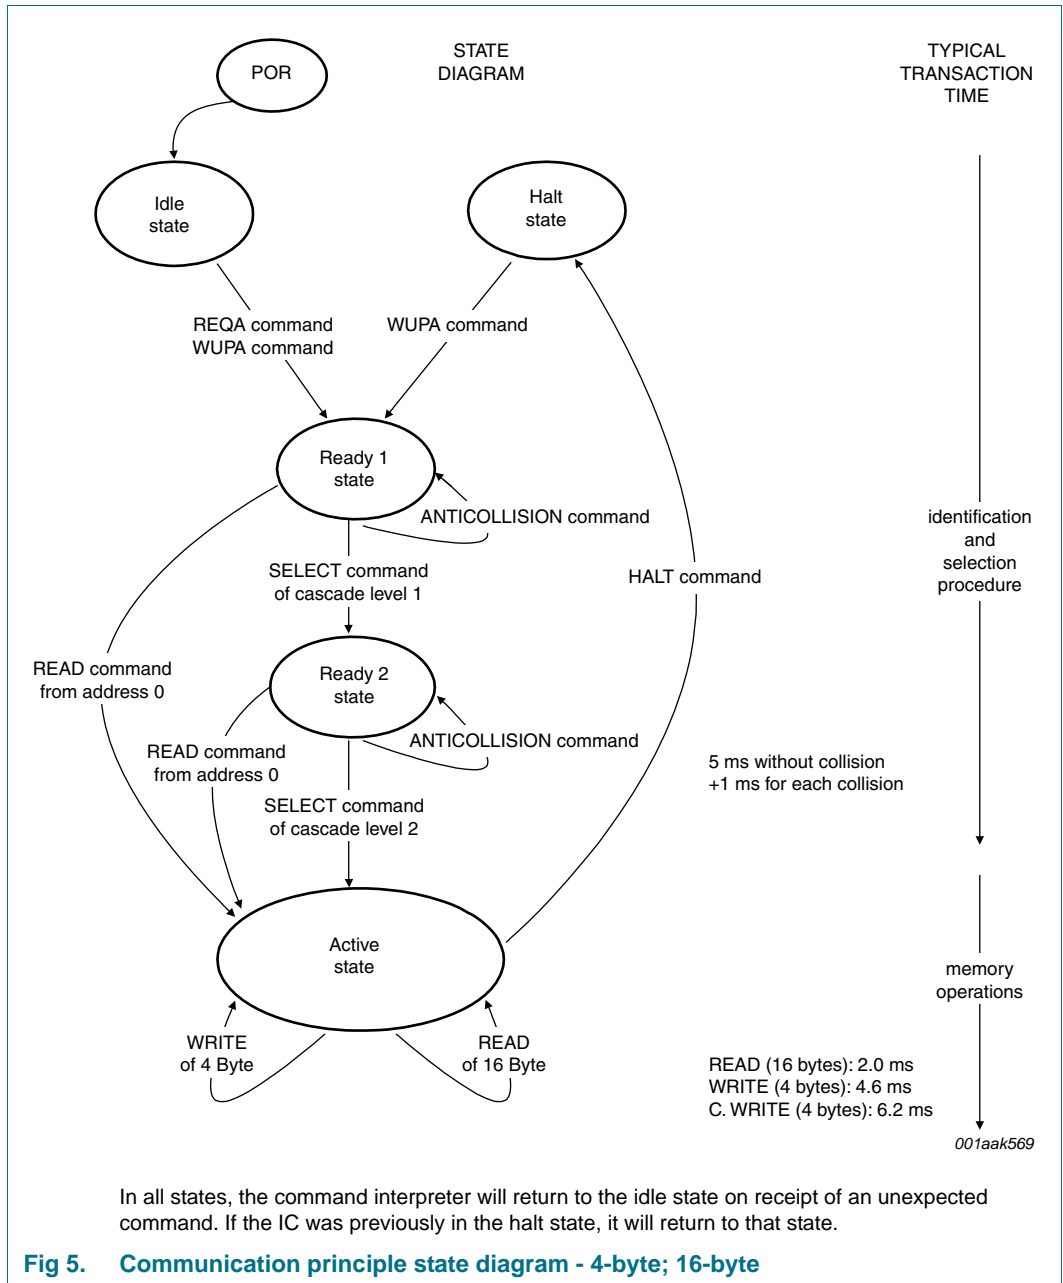 POR
STATE
DIAGRAM
TYPICAL
TRANSACTION
TIME
Idle
state
Halt
state
REQA command
WUPA command
WUPA command
Ready 1
state
ANTICOLLISION command
identification
and
selection
procedure
SELECT command
of cascade level 1
HALT command
READ command
from address 0
Ready 2
state
ANTICOLLISION command
READ command
from address 0
5 ms without collision
+1 ms for each collision
SELECT command
of cascade level 2
Active
state
memory
operations
WRITE
of 4 Byte
READ
of 16 Byte
READ (16 bytes): 2.0 ms
WRITE (4 bytes): 4.6 ms
C. WRITE (4 bytes): 6.2 ms
001aak569
In all states, the command interpreter will return to the idle state on receipt of an unexpected
command. If the IC was previously in the halt state, it will return to that state.
Fig 5. Communication principle state diagram - 4-byte; 16-byte